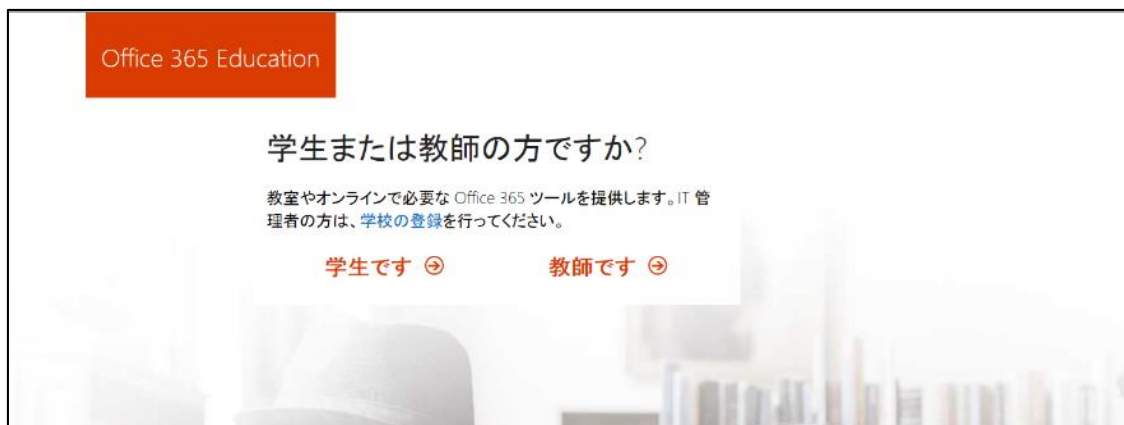 Office 365 Education
学生または教師の方ですか?
教室やオンラインで必要な Office 365 ツールを提供します。IT 管
理者の方は、学校の登録を行ってください。
学生です
教師です